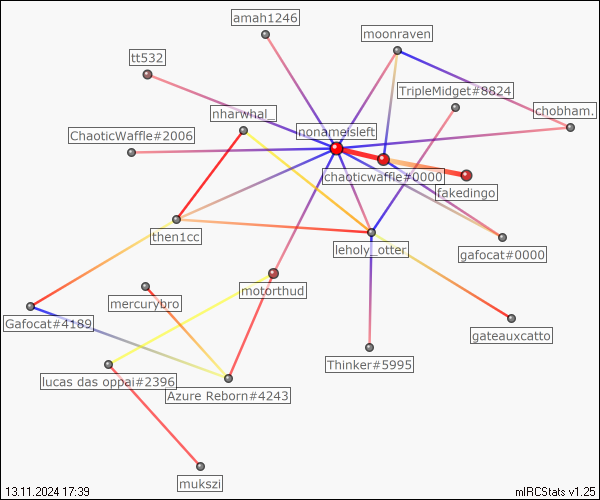 amah1246
moonraven
tt532
TripleMidget#8824
nharwhal_
chobham.
ChaoticWaffle#2006
nonameisleft
chaoticwaffle#0000
fakedingo
then1cc
leholy_otter
gafocat#0000
mercurybro
motorthud
Gafocat#4189
gateauxcatto
Thinker#5995
lucas das oppai#2396
Azure Reborn#4243
mukszi
13.11.2024 17:39
mIRCStats v1.25